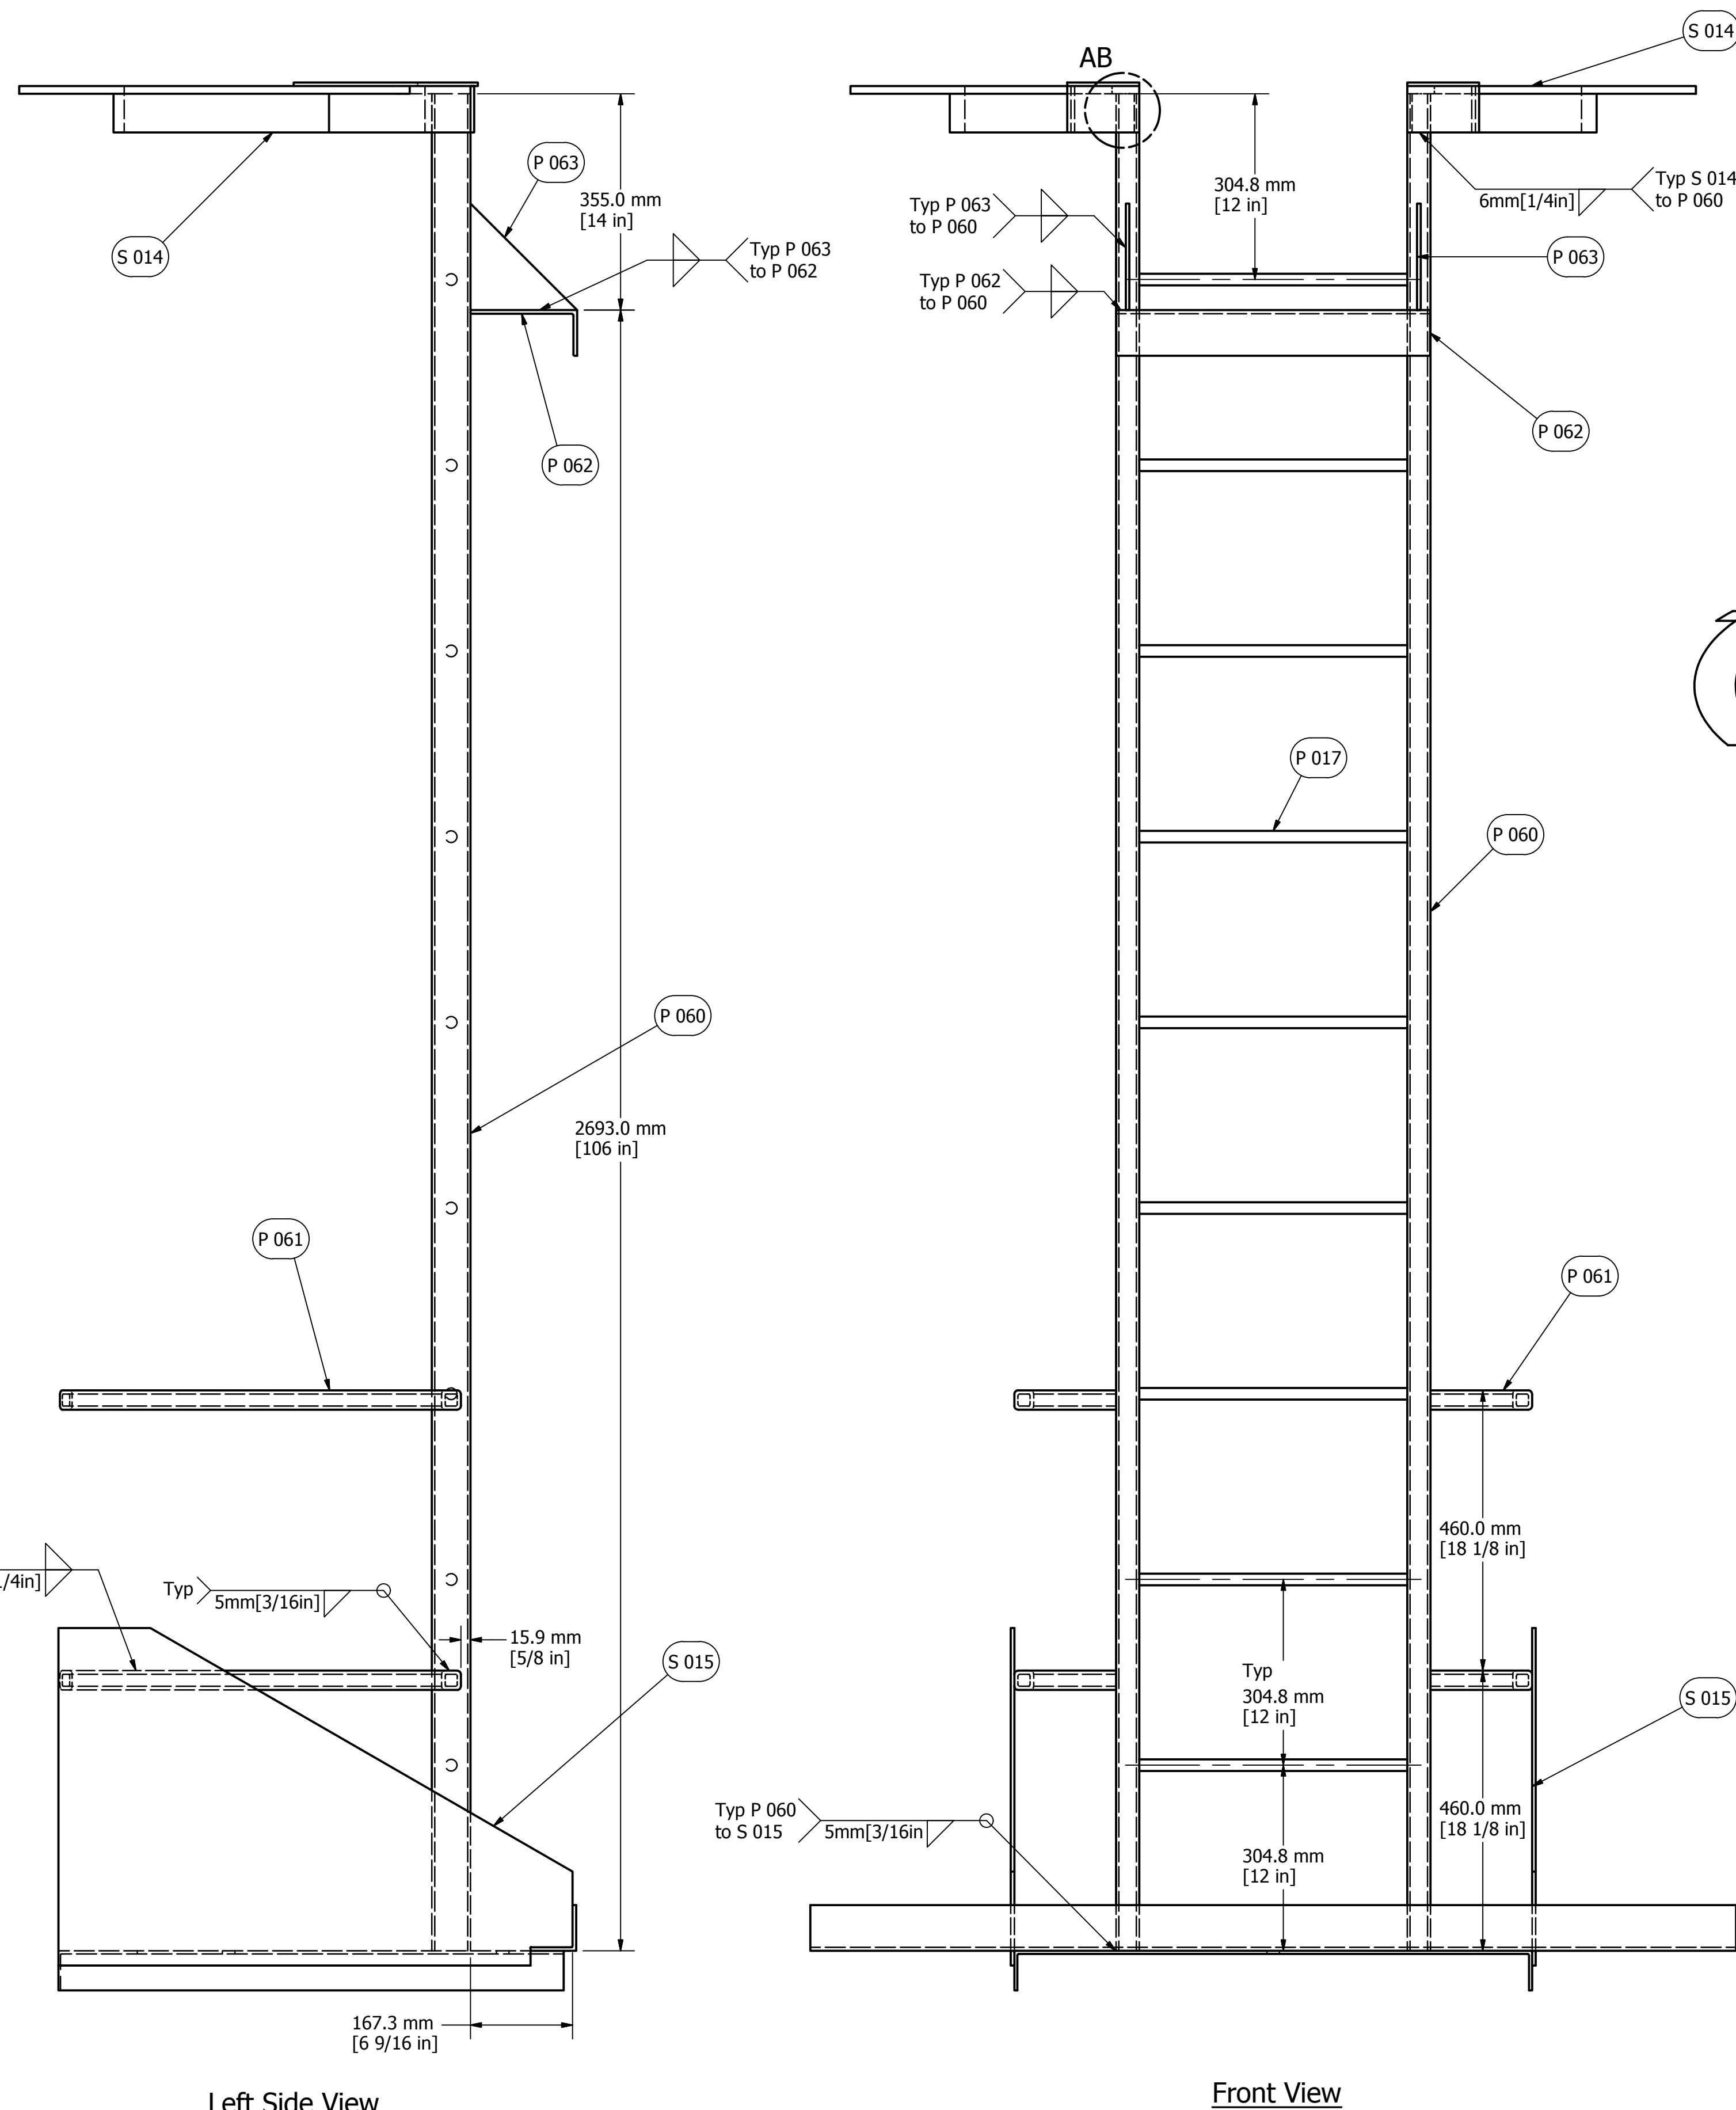 S 014
AB
P 063
355.0 mm
[14 in]
S 014
Typ P 063
to P 062
P 062
P 060
2693.0 mm
[106 in]
P 061
/4in]
Typ
5mm[3/16in]
15.9 mm
[5/8 in]
S 015
167.3 mm
[6 9/16 in]
Left Side View
304.8 mm
[12 in]
Typ P 063
to P 060
Typ P 062
to P 060
6mm[1/4in]
Typ S 014
to P 060
P 063
P 062
P 017
P 060
P 061
460.0 mm
[18 1/8 in]
Typ
304.8 mm
[12 in]
S 015
Typ P 060
to S 015
5mm[3/16in
460.0 mm
[18 1/8 in]
304.8 mm
[12 in]
Front View